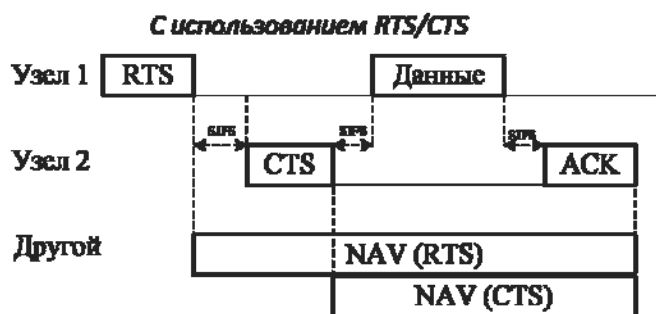 С использованием RTS/CTS
Узел 1 RTS Данные
SIFS SIFS SIFS
Узел 2 CTS ACK
Другой NAV (RTS)
NAV (CTS)